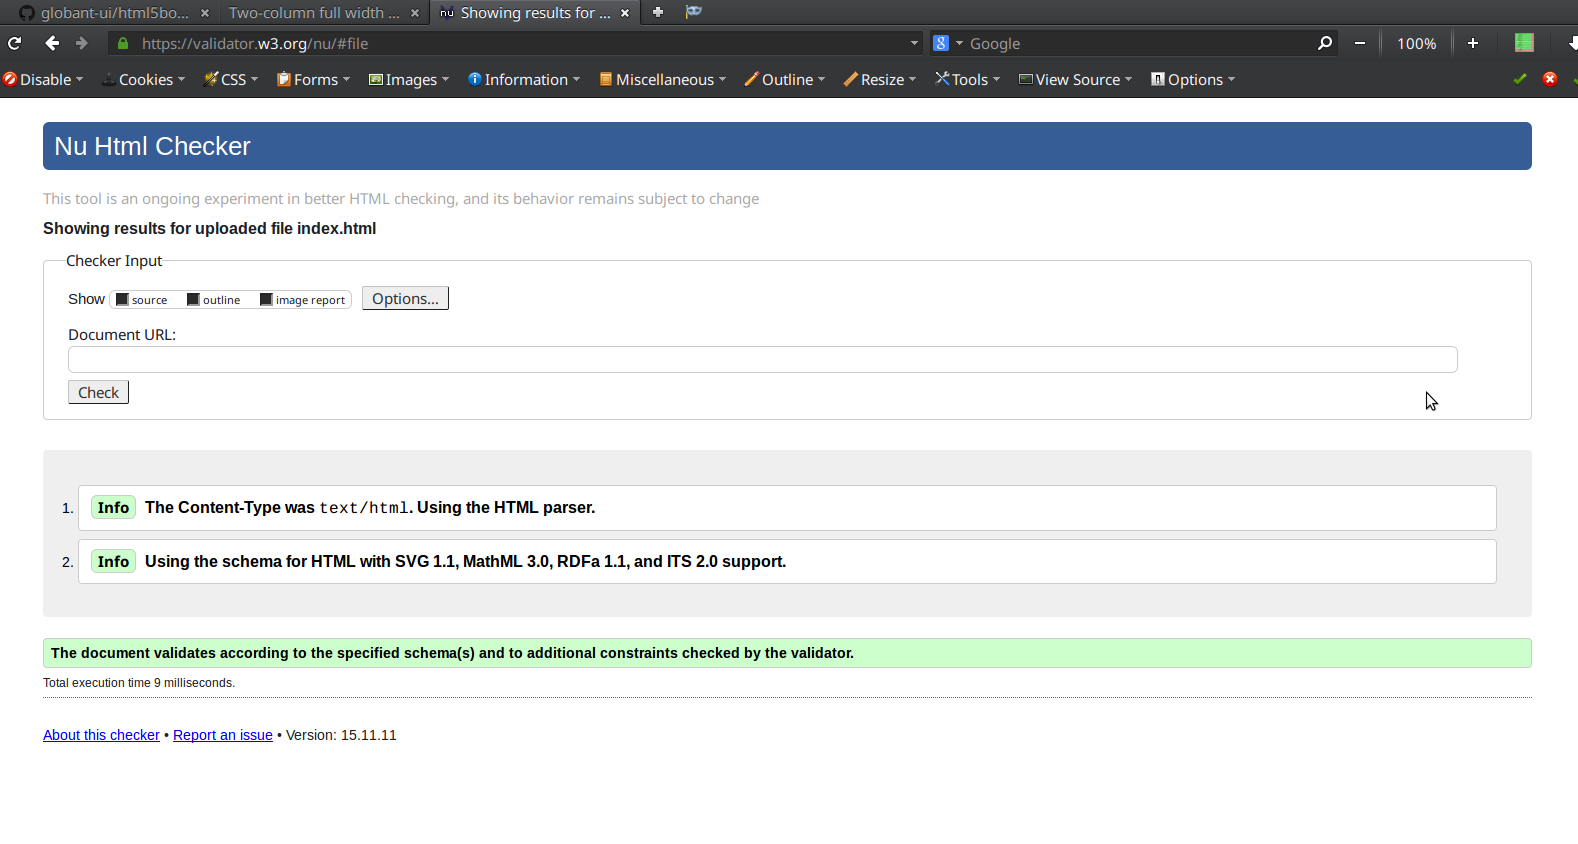 globant-ui/html5bo...
Two-column full width ...
nu Showing results for ...
https://validator.w3.org/nu/#file
8 Google
100%
Disable
Cookies
CSS
Forms
Images
Information
Miscellaneous
Outline
Resize
Tools
View Source
Options
Nu Html Checker
This tool is an ongoing experiment in better HTML checking, and its behavior remains subject to change
Showing results for uploaded file index.html
Checker Input
Show source outline image report Options...
Document URL:
Check
1. Info The Content-Type was text/html. Using the HTML parser.
2. Info Using the schema for HTML with SVG 1.1, MathML 3.0, RDFa 1.1, and ITS 2.0 support.
The document validates according to the specified schema(s) and to additional constraints checked by the validator.
Total execution time 9 milliseconds.
About this checker • Report an issue • Version: 15.11.11